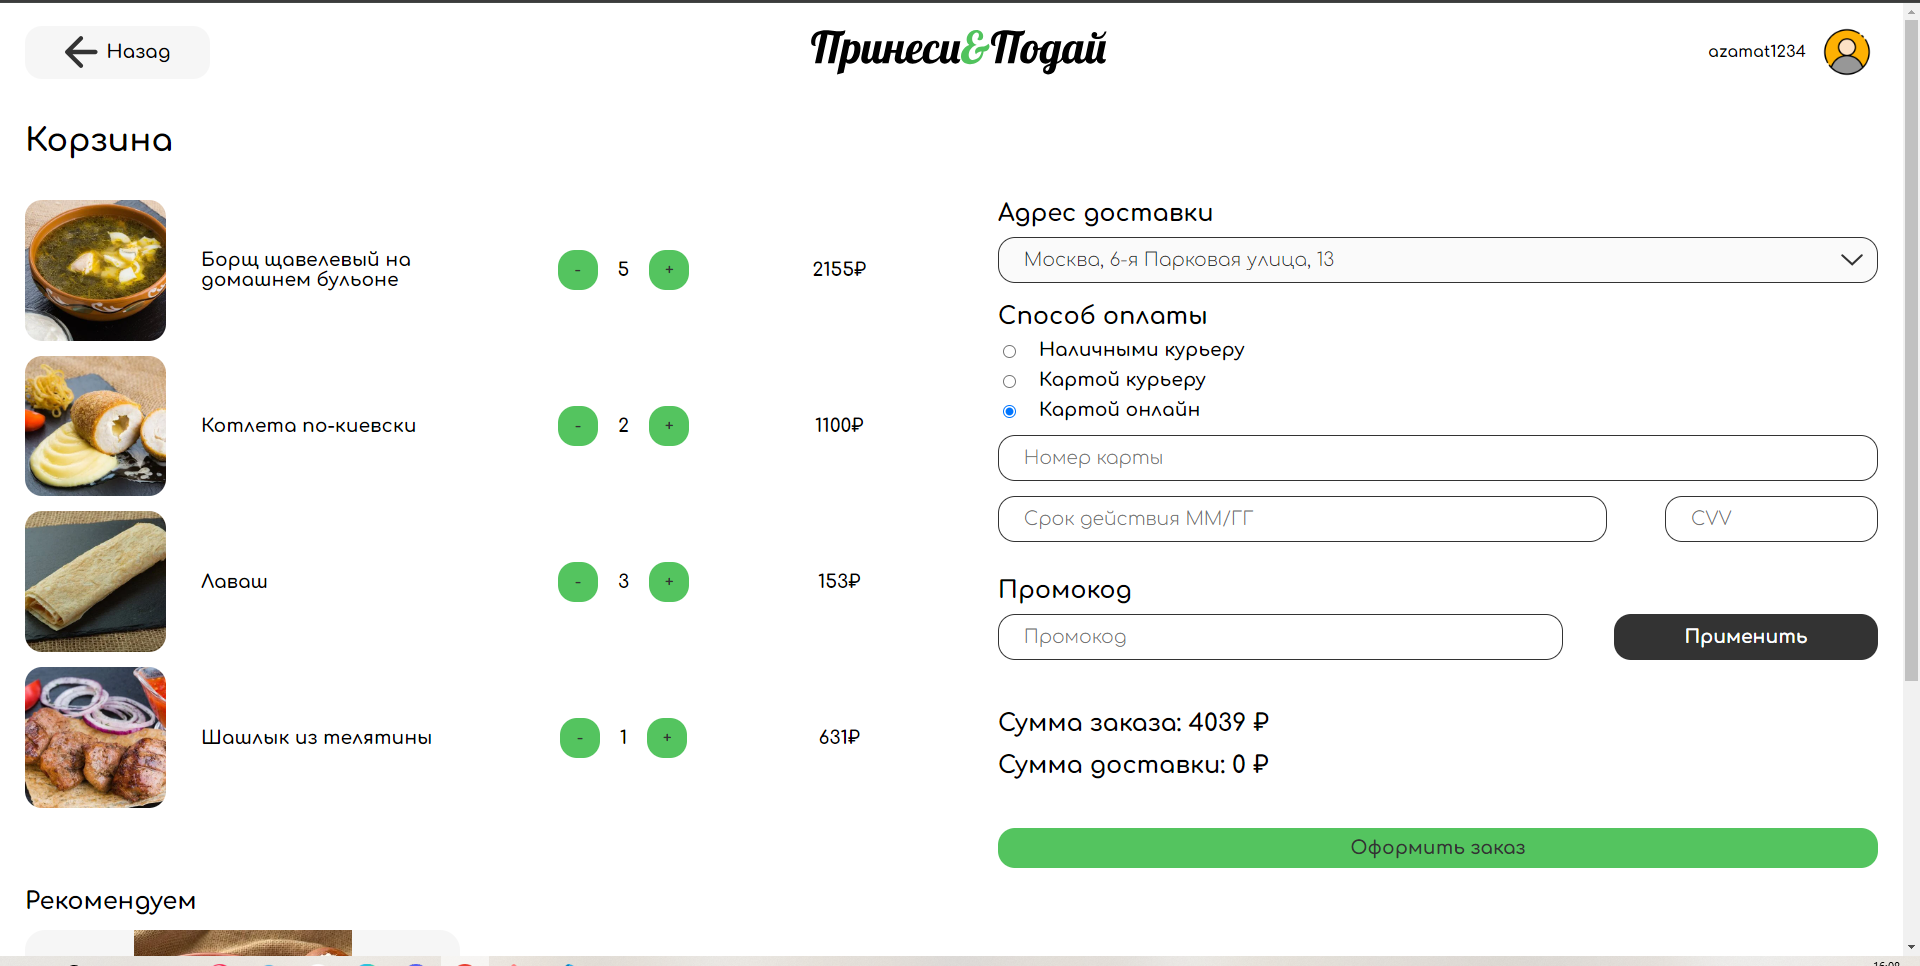 Назад
Принеси&Подай
azamat1234
Корзина
Борщ щавелевый на
домашнем бульоне
- 5 +
2155₽
Котлета по-киевски
- 2 +
1100₽
Лаваш
- 3 +
153₽
Шашлык из телятины
- 1 +
631₽
Рекомендуем
Адрес доставки
Москва, 6-я Парковая улица, 13
Способ оплаты
Наличными курьеру
Картой курьеру
Картой онлайн
Номер карты
Срок действия ММ/ГГ
CVV
Промокод
Промокод
Применить
Сумма заказа: 4039 ₽
Сумма доставки: 0 ₽
Оформить заказ